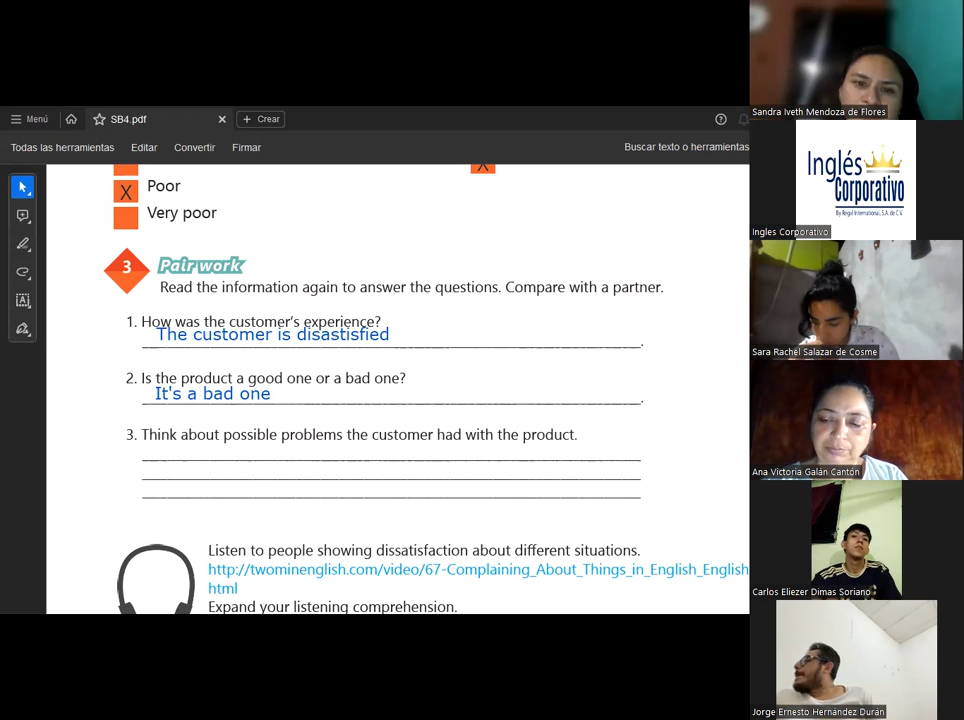 Sandra Iveth Mendoza de Flores
Menú
SB4.pdf
Crear
Todas las herramientas
Editar
Convertir
Firmar
Buscar texto o herramientas
X
Poor
X
Very poor
3
Pair work
Read the information again to answer the questions. Compare with a partner.
1. How was the customer's experience?
The customer is disastisfied
2. Is the product a good one or a bad one?
It's a bad one
3. Think about possible problems the customer had with the product.
Listen to people showing dissatisfaction about different situations.
http://twominenglish.com/video/67-Complaining_About_Things_in_English_English
html
Expand your listening comprehension.
Inglés
Corporativo
By Regal International, S.A. de C.V.
Ingles Corporativo
Sara Rachel Salazar de Cosme
Ana Victoria Galán Cantón
Carlos Eliezer Dimas Soriano
Jorge Ernesto Hernández Durán